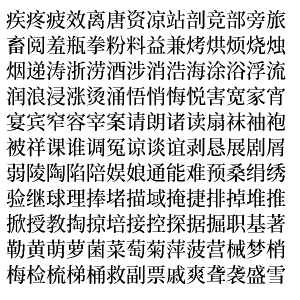 疾疼疲效离唐资凉站剖竞部旁旅
畜阅羞瓶拳粉料益兼烤烘烦烧烛
烟递涛浙涝酒涉消浩海涂浴浮流
润浪浸涨烫涌悟悄悔悦害宽家宵
宴宾窄容宰案请朗诸读扇袜袖袍
被祥课谁调冤谅谈谊剥恳展剧屑
弱陵陶陷陪娱娘通能难预桑绢绣
验继球理捧堵描域掩捷排掉堆推
掀授教掏掠培接控探据掘职基著
勒黄萌萝菌菜萄菊萍菠营械梦梢
梅检梳梯桶救副票戚爽聋袭盛雪